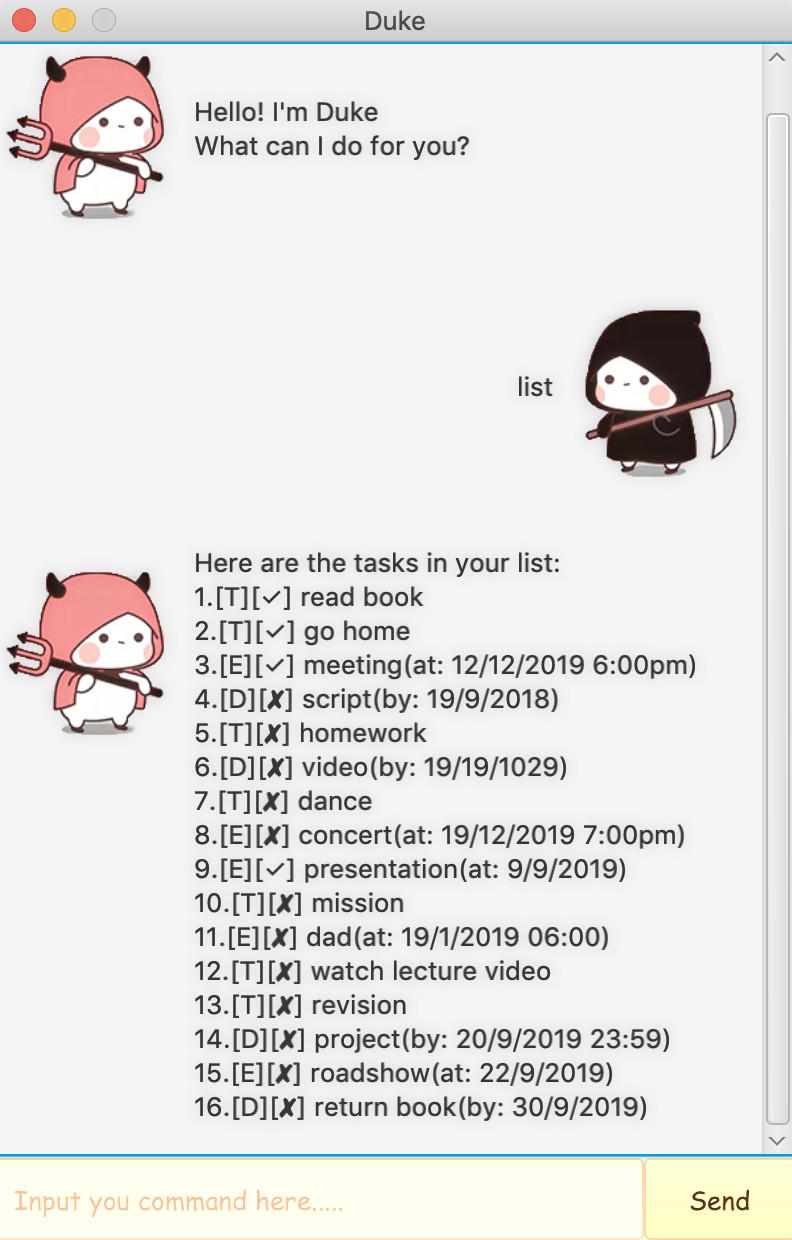 Duke
Hello! I'm Duke
What can I do for you?
list
Here are the tasks in your list:
1.[T][✓] read book
2.[T][✓] go home
3.[E][✓] meeting(at: 12/12/2019 6:00pm)
4.[D][✘] script(by: 19/9/2018)
5.[T][✘] homework
6.[D][✘] video(by: 19/19/1029)
7.[T][✘] dance
8.[E][✘] concert(at: 19/12/2019 7:00pm)
9.[E][✓] presentation(at: 9/9/2019)
10.[T][✘] mission
11.[E][✘] dad(at: 19/1/2019 06:00)
12.[T][✘] watch lecture video
13.[T][✘] revision
14.[D][✘] project(by: 20/9/2019 23:59)
15.[E][✘] roadshow(at: 22/9/2019)
16.[D][✘] return book(by: 30/9/2019)
Input you command here.....
Send